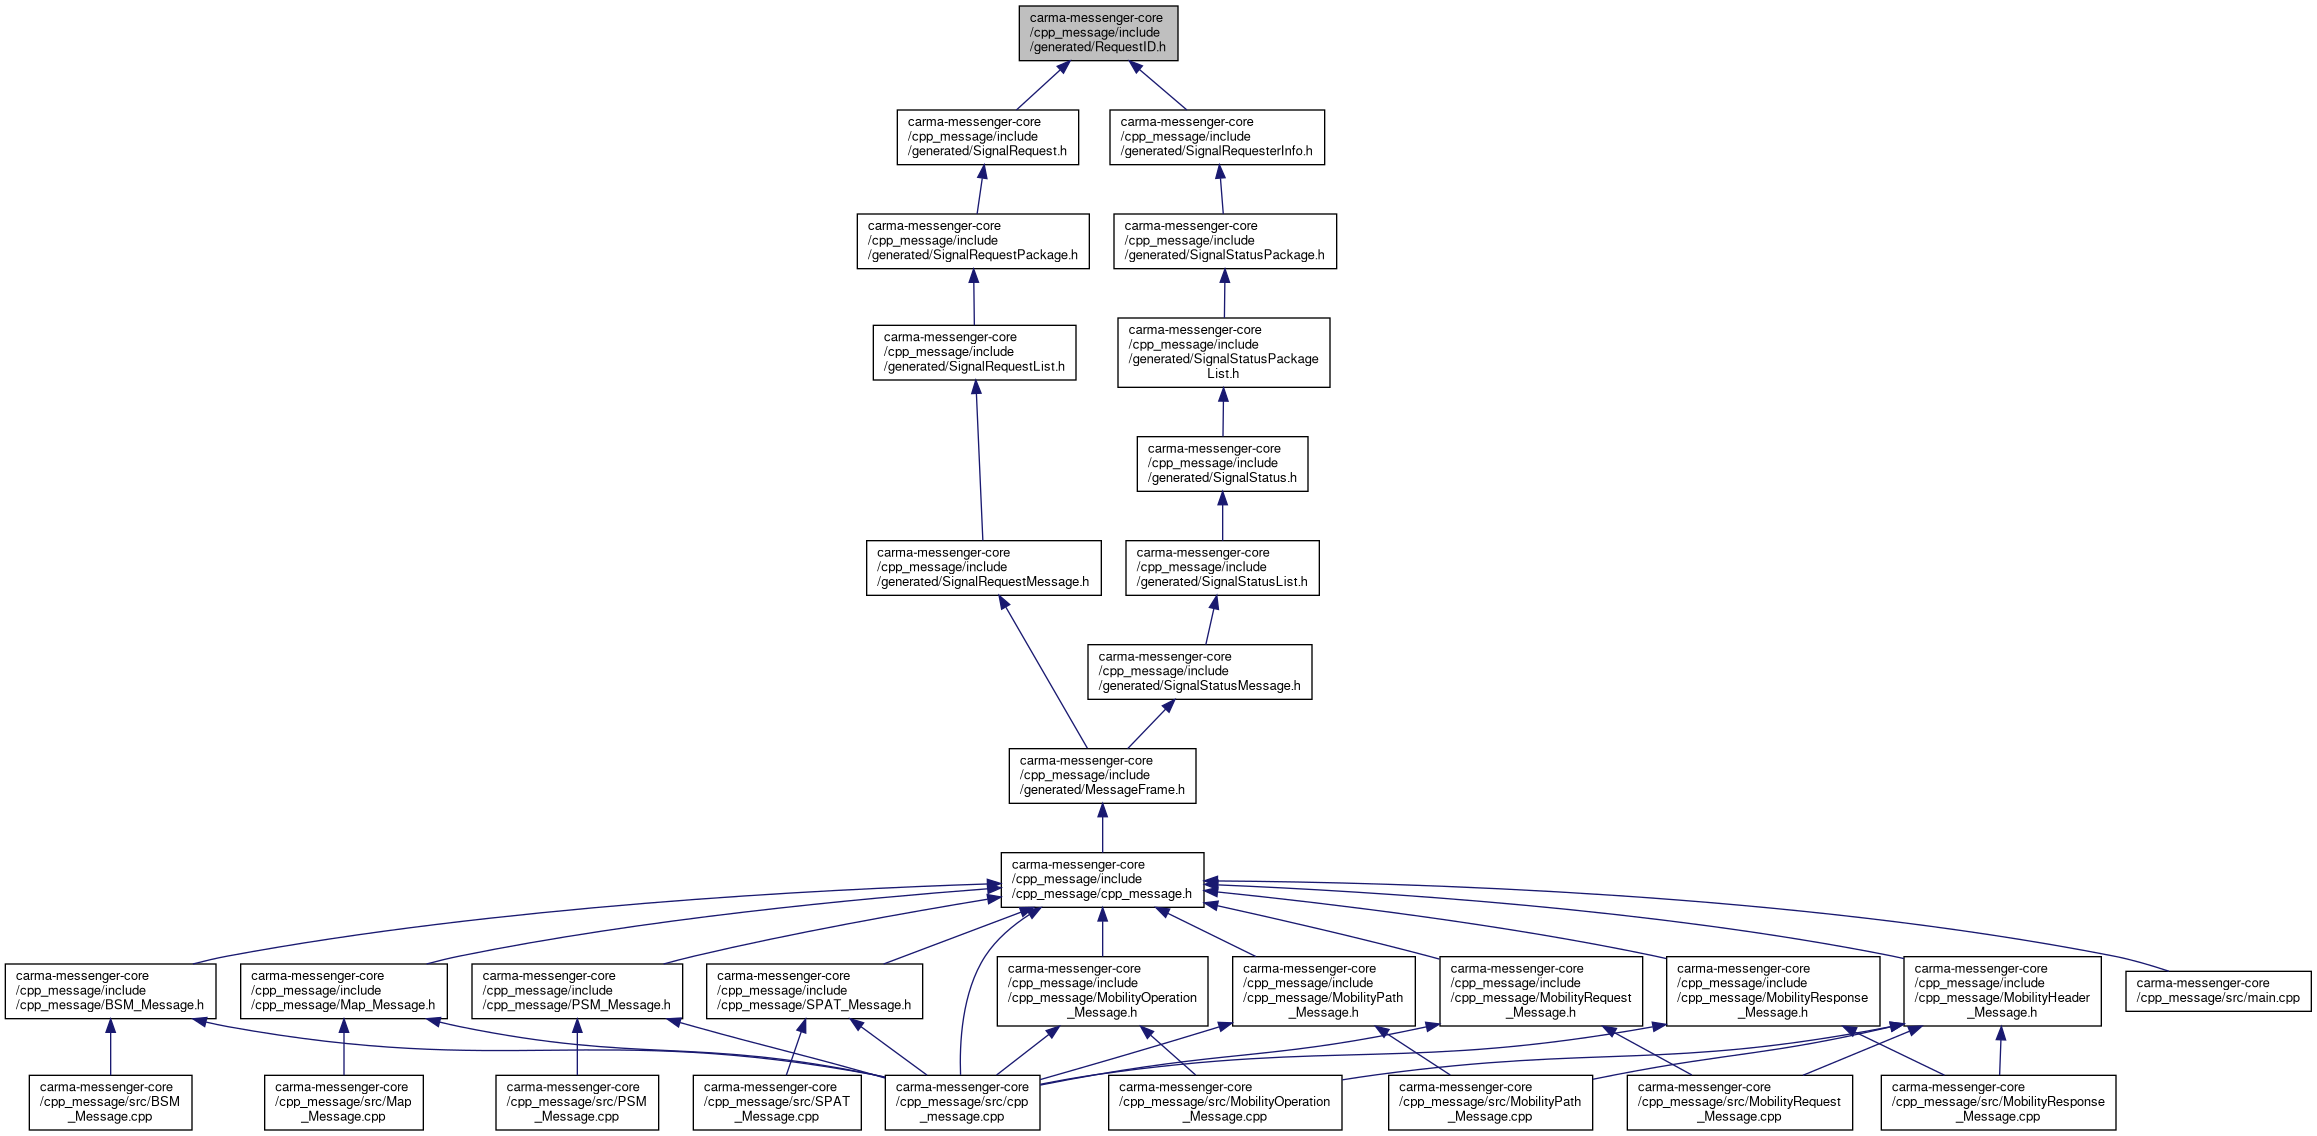 carma-messenger-core
/cpp_message/include
/generated/RequestID.h
carma-messenger-core
/cpp_message/include
/generated/SignalRequest.h
carma-messenger-core
/cpp_message/include
/generated/SignalRequesterInfo.h
carma-messenger-core
/cpp_message/include
/generated/SignalRequestPackage.h
carma-messenger-core
/cpp_message/include
/generated/SignalStatusPackage.h
carma-messenger-core
/cpp_message/include
/generated/SignalRequestList.h
carma-messenger-core
/cpp_message/include
/generated/SignalStatusPackage
List.h
carma-messenger-core
/cpp_message/include
/generated/SignalStatus.h
carma-messenger-core
/cpp_message/include
/generated/SignalRequestMessage.h
carma-messenger-core
/cpp_message/include
/generated/SignalStatusList.h
carma-messenger-core
/cpp_message/include
/generated/SignalStatusMessage.h
carma-messenger-core
/cpp_message/include
/generated/MessageFrame.h
carma-messenger-core
/cpp_message/include
/cpp_message/cpp_message.h
carma-messenger-core
/cpp_message/include
/cpp_message/BSM_Message.h
carma-messenger-core
/cpp_message/include
/cpp_message/Map_Message.h
carma-messenger-core
/cpp_message/include
/cpp_message/PSM_Message.h
carma-messenger-core
/cpp_message/include
/cpp_message/SPAT_Message.h
carma-messenger-core
/cpp_message/include
/cpp_message/MobilityOperation
_Message.h
carma-messenger-core
/cpp_message/include
/cpp_message/MobilityPath
_Message.h
carma-messenger-core
/cpp_message/include
/cpp_message/MobilityRequest
_Message.h
carma-messenger-core
/cpp_message/include
/cpp_message/MobilityResponse
_Message.h
carma-messenger-core
/cpp_message/include
/cpp_message/MobilityHeader
_Message.h
carma-messenger-core
/cpp_message/src/main.cpp
carma-messenger-core
/cpp_message/src/BSM
_Message.cpp
carma-messenger-core
/cpp_message/src/Map
_Message.cpp
carma-messenger-core
/cpp_message/src/PSM
_Message.cpp
carma-messenger-core
/cpp_message/src/SPAT
_Message.cpp
carma-messenger-core
/cpp_message/src/cpp
_message.cpp
carma-messenger-core
/cpp_message/src/MobilityOperation
_Message.cpp
carma-messenger-core
/cpp_message/src/MobilityPath
_Message.cpp
carma-messenger-core
/cpp_message/src/MobilityRequest
_Message.cpp
carma-messenger-core
/cpp_message/src/MobilityResponse
_Message.cpp